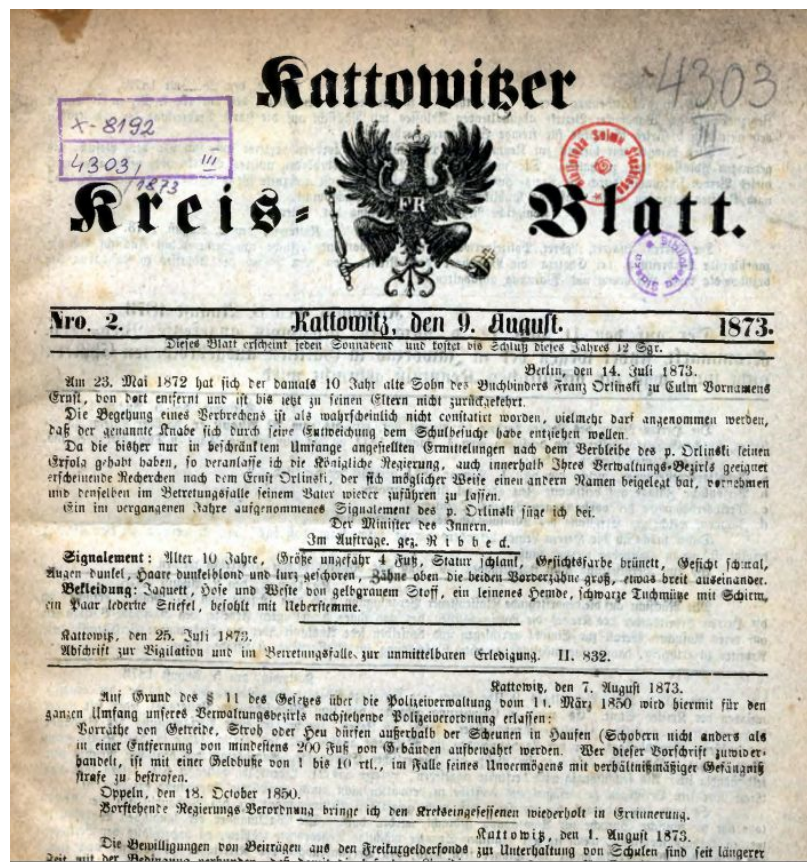 Kattowitzer
4303
III
X-8192
4303, III
/1873
Biblioteka Sejmu Śląskiego
FR
Kreis- Blatt.
Biblioteka Śląska
Nro. 2. Kattowitz, den 9. August. 1873.
Dieses Blatt erscheint jeden Sonnabend und kostet bis Schluß dieses Jahres 12 Sgr.
Berlin, den 14. Juli 1873.
Am 23. Mai 1872 hat sich der damals 10 Jahr alte Sohn des Buchbinders Franz Orlinski zu Culm Vornamens
Ernst, von dort entfernt und ist bis jetzt zu seinen Eltern nicht zurückgekehrt.
Die Begehung eines Verbrechens ist als wahrscheinlich nicht constatirt worden, vielmehr darf angenommen werden,
daß der genannte Knabe sich durch seine Entweichung dem Schulbesuche habe entziehen wollen.
Da die bisher nur in beschränktem Umfange angestellten Ermittelungen nach dem Verbleibe des p. Orlinski keinen
Erfolg gehabt haben, so veranlasse ich die Königliche Regierung, auch innerhalb Ihres Verwaltungs-Bezirks geeignet
erscheinende Recherchen nach dem Ernst Orlinski, der sich möglicher Weise einen andern Namen beigelegt hat, vornehmen
und denselben im Betretungsfalle seinem Vater wieder zuführen zu lassen.
Ein im vergangenen Jahre aufgenommenes Signalement des p. Orlinski füge ich bei.
Der Minister des Innern.
Im Auftrage. gez. Ribbeck.
Signalement: Alter 10 Jahre, Größe ungefähr 4 Fuß, Statur schlank, Gesichtsfarbe brünett, Gesicht schmal,
Augen dunkel, Haare dunkelblond und kurz geschoren, Zähne oben die beiden Vorderzähne groß, etwas breit auseinander.
Bekleidung: Jaquett, Hose und Weste von gelbgrauem Stoff, ein leinenes Hemde, schwarze Tuchmütze mit Schirm,
ein Paar lederne Stiefel, besohlt mit Ueberstemme.
Kattowitz, den 25. Juli 1873.
Abschrift zur Vigilation und im Betretungsfalle zur unmittelbaren Erledigung. II. 832.
Kattowitz, den 7. August 1873.
Auf Grund des § 11 des Gesetzes über die Polizeiverwaltung vom 11. März 1850 wird hiermit für den
ganzen Umfang unseres Verwaltungsbezirks nachstehende Polizeiverordnung erlassen:
Vorräthe von Getreide, Stroh oder Heu dürfen außerhalb der Scheunen in Haufen (Schobern nicht anders als
in einer Entfernung von mindestens 200 Fuß von Gebäuden aufbewahrt werden. Wer dieser Vorschrift zuwider-
handelt, ist mit einer Geldbuße von 1 bis 10 rtl., im Falle seines Unvermögens mit verhältnißmäßiger Gefängniß
strafe zu bestrafen.
Oppeln, den 18. October 1850.
Vorstehende Regierungs-Verordnung bringe ich den Kreiseingesessenen wiederholt in Erinnerung.
Kattowitz, den 1. August 1873.
Die Bewilligungen von Beiträgen aus den Freikurgelderfonds zur Unterhaltung von Schulen sind seit längerer
Zeit mit der Bedingung verbunden, daß